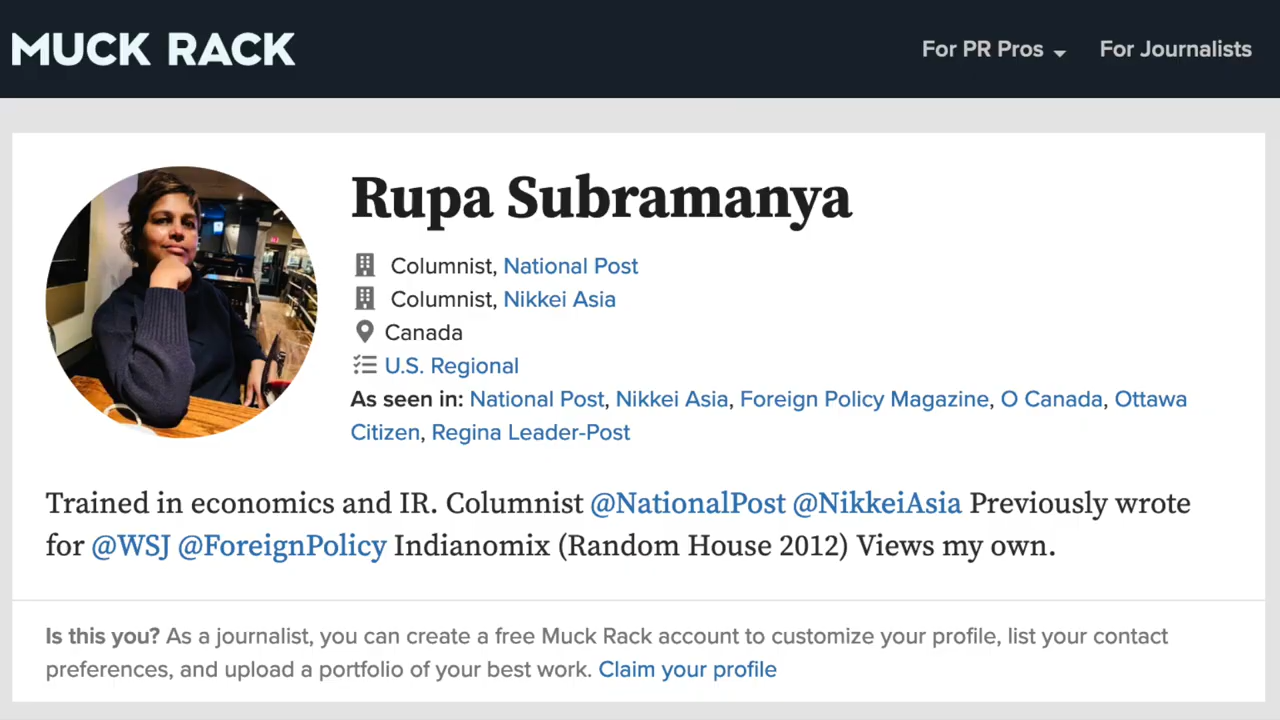 MUCK RACK
For PR Pros
For Journalists
Rupa Subramanya
Columnist, National Post
Columnist, Nikkei Asia
Canada
U.S. Regional
As seen in: National Post, Nikkei Asia, Foreign Policy Magazine, O Canada, Ottawa
Citizen, Regina Leader-Post
Trained in economics and IR. Columnist @NationalPost @NikkeiAsia Previously wrote
for @WSJ @ForeignPolicy Indianomix (Random House 2012) Views my own.
Is this you? As a journalist, you can create a free Muck Rack account to customize your profile, list your contact
preferences, and upload a portfolio of your best work. Claim your profile